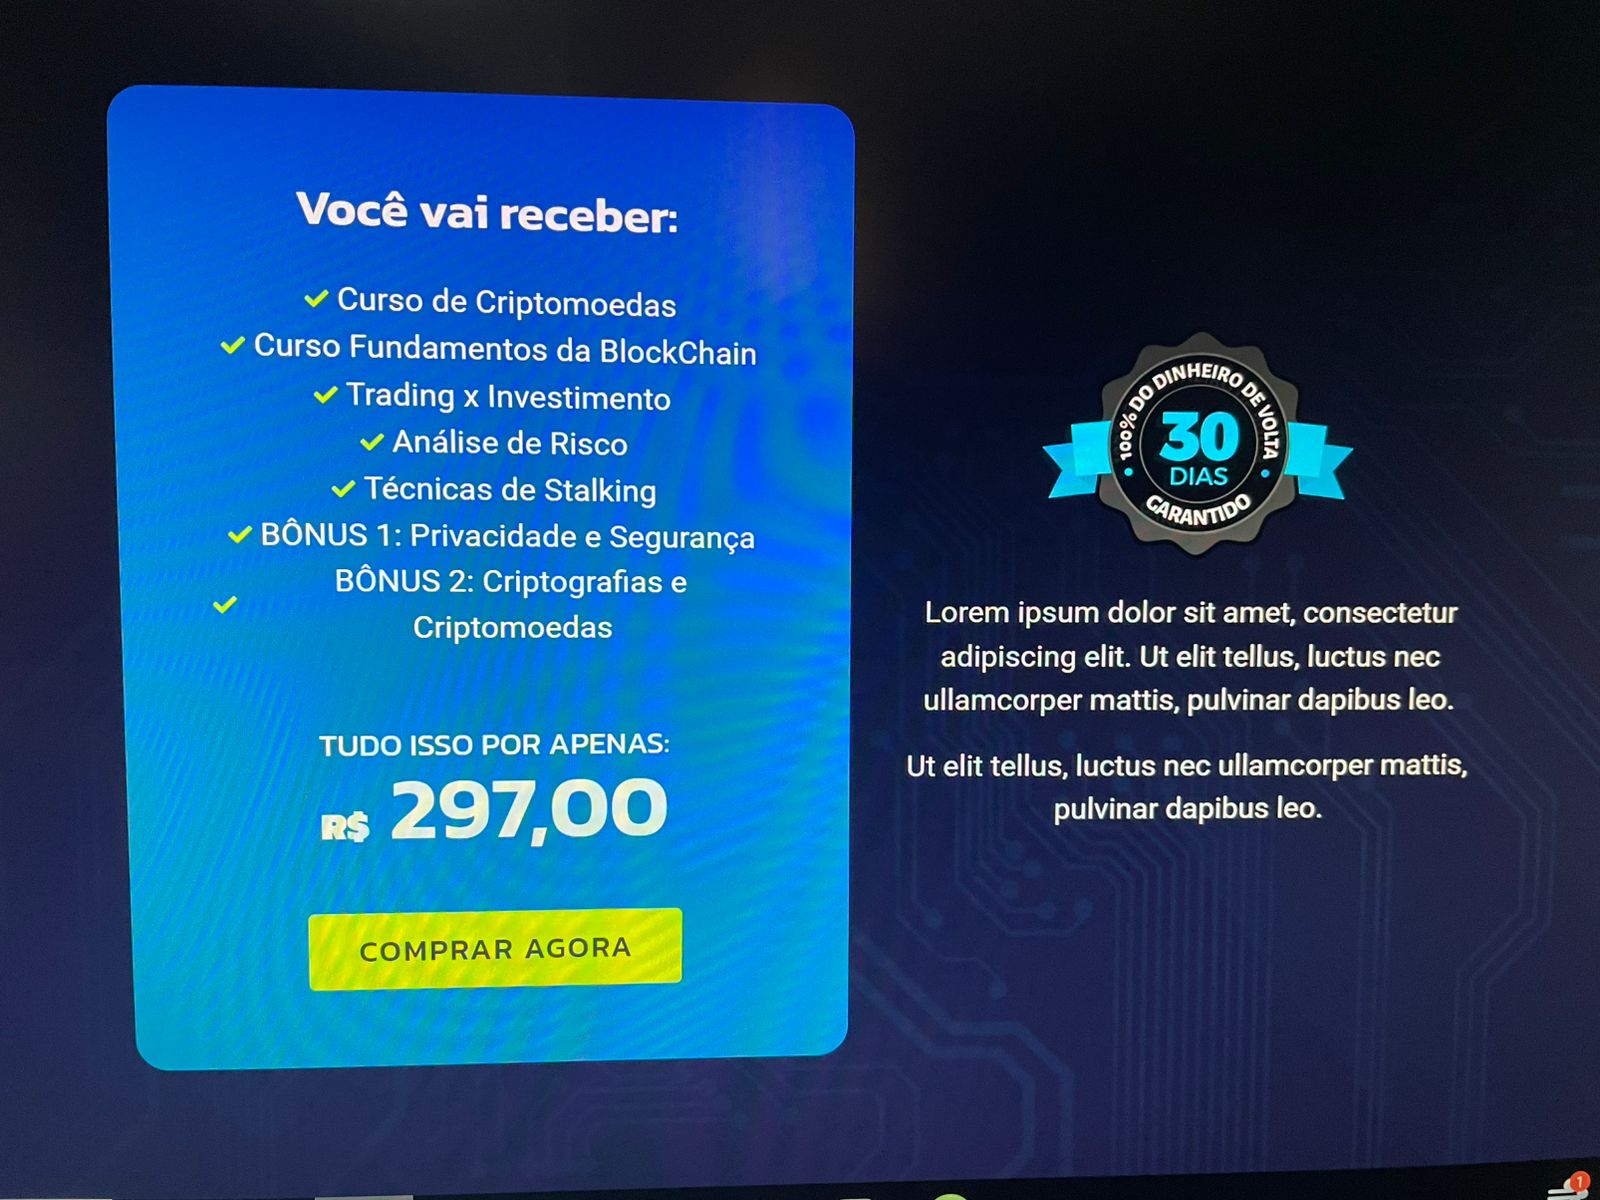 Você vai receber:
Curso de Criptomoedas
Curso Fundamentos da BlockChain
Trading x Investimento
Análise de Risco
Técnicas de Stalking
BÔNUS 1: Privacidade e Segurança
BÔNUS 2: Criptografias e
Criptomoedas
TUDO ISSO POR APENAS:
R$ 297,00
COMPRAR AGORA
100% DO DINHEIRO DE VOLTA
30
DIAS
GARANTIDO
Lorem ipsum dolor sit amet, consectetur
adipiscing elit. Ut elit tellus, luctus nec
ullamcorper mattis, pulvinar dapibus leo.
Ut elit tellus, luctus nec ullamcorper mattis,
pulvinar dapibus leo.
1